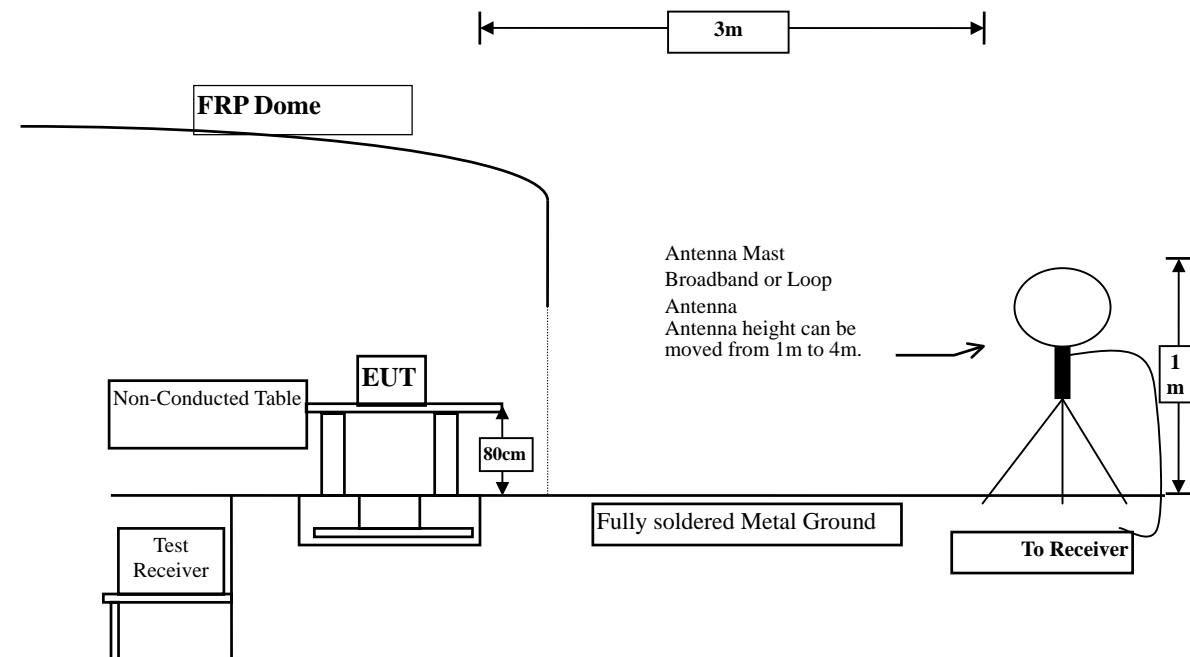 3m
FRP Dome
Antenna Mast
Broadband or Loop
Antenna
Antenna height can be
moved from 1m to 4m.
1
m
EUT
Non-Conducted Table
80cm
Fully soldered Metal Ground
Test
Receiver
To Receiver